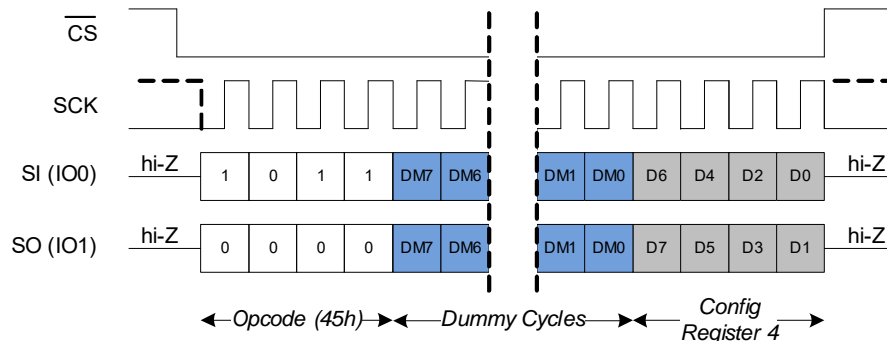 CS
SCK
SI (IO0) hi-Z 1 0 1 1 DM7 DM6 DM1 DM0 D6 D4 D2 D0 hi-Z
SO (IO1) hi-Z 0 0 0 0 DM7 DM6 DM1 DM0 D7 D5 D3 D1 hi-Z
Opcode (45h) Dummy Cycles Config
Register 4